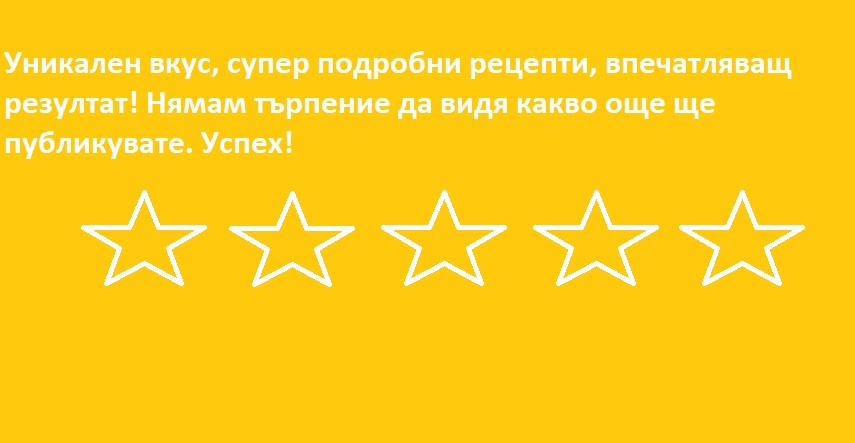 Уникален вкус, супер подробни рецепти, впечатляващ
резултат! Нямам търпение да видя какво още ще
публикувате. Успех!